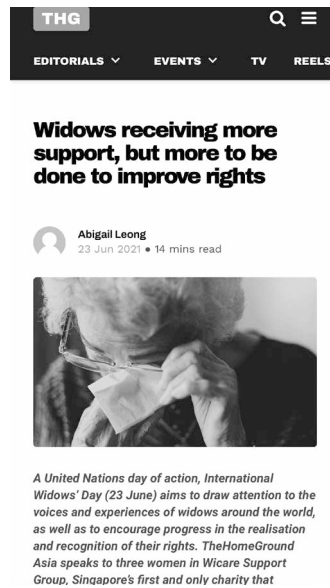 THG
EDITORIALS EVENTS TV REELS
Widows receiving more
support, but more to be
done to improve rights
Abigail Leong
23 Jun 2021 • 14 mins read
A United Nations day of action, International
Widows’ Day (23 June) aims to draw attention to the
voices and experiences of widows around the world,
as well as to encourage progress in the realisation
and recognition of their rights. TheHomeGround
Asia speaks to three women in Wicare Support
Group, Singapore’s first and only charity that